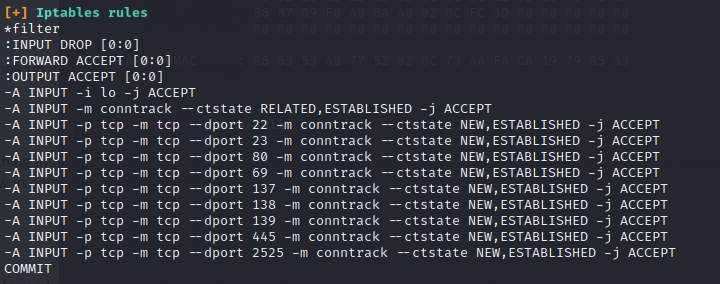 [+] Iptables rules
*filter
:INPUT DROP [0:0]
:FORWARD ACCEPT [0:0]
:OUTPUT ACCEPT [0:0]
-A INPUT -i lo -j ACCEPT
-A INPUT -m conntrack --ctstate RELATED,ESTABLISHED -j ACCEPT
-A INPUT -p tcp -m tcp --dport 22 -m conntrack --ctstate NEW,ESTABLISHED -j ACCEPT
-A INPUT -p tcp -m tcp --dport 23 -m conntrack --ctstate NEW,ESTABLISHED -j ACCEPT
-A INPUT -p tcp -m tcp --dport 80 -m conntrack --ctstate NEW,ESTABLISHED -j ACCEPT
-A INPUT -p tcp -m tcp --dport 69 -m conntrack --ctstate NEW,ESTABLISHED -j ACCEPT
-A INPUT -p tcp -m tcp --dport 137 -m conntrack --ctstate NEW,ESTABLISHED -j ACCEPT
-A INPUT -p tcp -m tcp --dport 138 -m conntrack --ctstate NEW,ESTABLISHED -j ACCEPT
-A INPUT -p tcp -m tcp --dport 139 -m conntrack --ctstate NEW,ESTABLISHED -j ACCEPT
-A INPUT -p tcp -m tcp --dport 445 -m conntrack --ctstate NEW,ESTABLISHED -j ACCEPT
-A INPUT -p tcp -m tcp --dport 2525 -m conntrack --ctstate NEW,ESTABLISHED -j ACCEPT
COMMIT